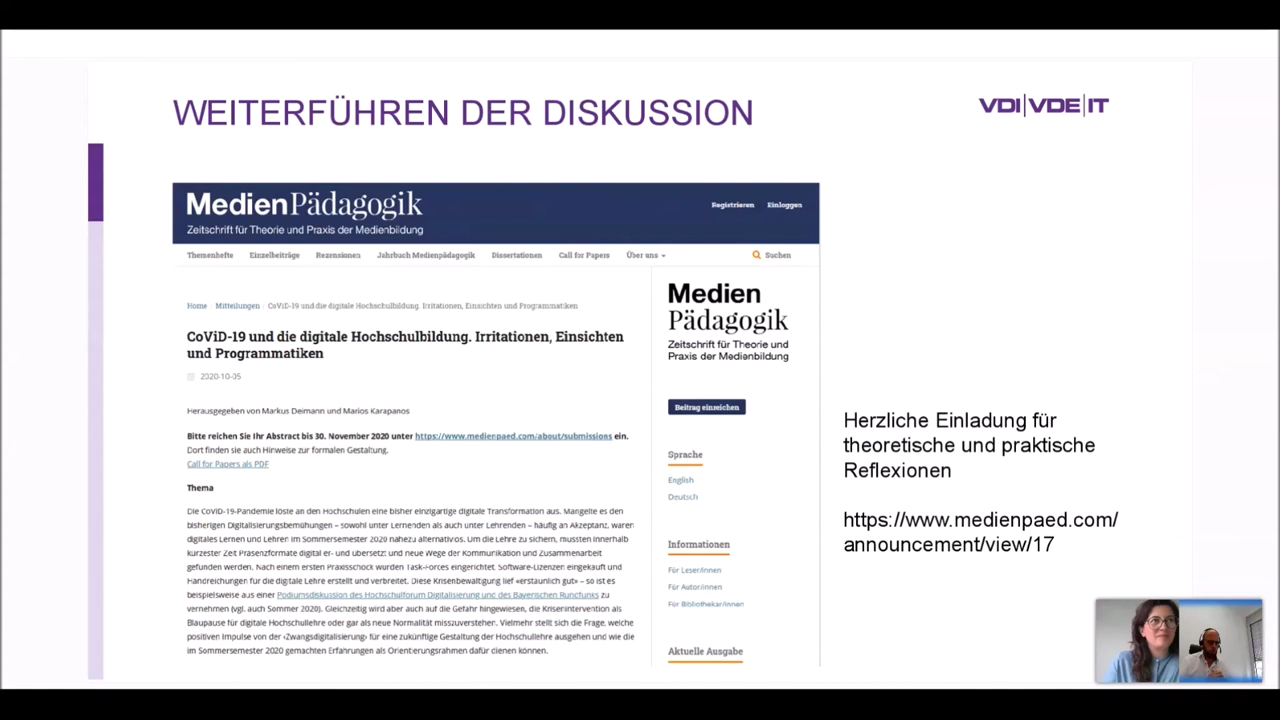 WEITERFÜHREN DER DISKUSSION
VDI|VDE|IT
MedienPädagogik
Zeitschrift für Theorie und Praxis der Medienbildung
Registrieren Einloggen
Themenhefte Einzelbeiträge Rezensionen Jahrbuch Medienpädagogik Dissertationen Call for Papers Über uns Suchen
Home Mitteilungen / CoViD-19 und die digitale Hochschulbildung. Irritationen, Einsichten und Programmatiken
CoViD-19 und die digitale Hochschulbildung. Irritationen, Einsichten
und Programmatiken
2020-10-05
Herausgegeben von Markus Deimann und Marios Karapanos
Bitte reichen Sie Ihr Abstract bis 30. November 2020 unter https://www.medienpaed.com/about/submissions ein.
Dort finden sie auch Hinweise zur formalen Gestaltung.
Call for Papers als PDF
Thema
Die CoViD-19-Pandemie löste an den Hochschulen eine bisher einzigartige digitale Transformation aus. Mangelte es den
bisherigen Digitalisierungsbemühungen – sowohl unter Lernenden als auch unter Lehrenden – häufig an Akzeptanz, waren
digitales Lernen und Lehren im Sommersemester 2020 nahezu alternativlos. Um die Lehre zu sichern, mussten innerhalb
kürzester Zeit Präsenzformate digital er- und übersetzt und neue Wege der Kommunikation und Zusammenarbeit
gefunden werden. Nach einem ersten Praxisschock wurden Task-Forces eingerichtet, Software-Lizenzen eingekauft und
Handreichungen für die digitale Lehre erstellt und verbreitet. Diese Krisenbewältigung lief «erstaunlich gut» – so ist es
beispielsweise aus einer Podiumsdiskussion des Hochschulforum Digitalisierung und des Bayerischen Rundfunks zu
vernehmen (vgl. auch Sommer 2020). Gleichzeitig wird aber auch auf die Gefahr hingewiesen, die Krisenintervention als
Blaupause für digitale Hochschullehre oder gar als neue Normalität misszuverstehen. Vielmehr stellt sich die Frage, welche
positiven Impulse von der ‹Zwangsdigitalisierung› für eine zukünftige Gestaltung der Hochschullehre ausgehen und wie die
im Sommersemester 2020 gemachten Erfahrungen als Orientierungsrahmen dafür dienen können.
Medien
Pädagogik
Zeitschrift für Theorie und
Praxis der Medienbildung
Beitrag einreichen
Sprache
English
Deutsch
Informationen
Für Leser/innen
Für Autor/innen
Für Bibliothekar/innen
Aktuelle Ausgabe
Herzliche Einladung für
theoretische und praktische
Reflexionen
https://www.medienpaed.com/
announcement/view/17